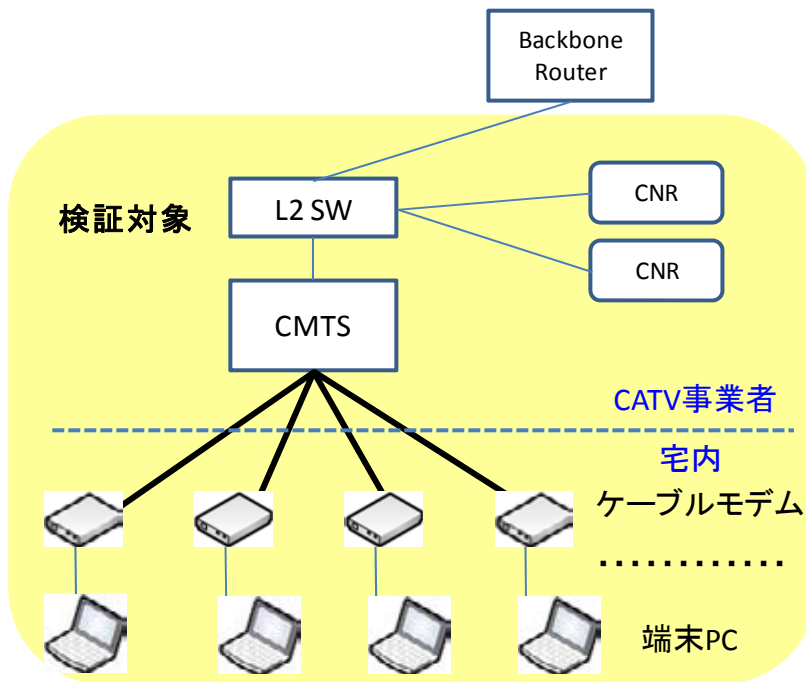 Backbone
Router
検証対象
L2 SW
CNR
CNR
CMTS
CATV事業者
宅内
ケーブルモデム
............
端末PC